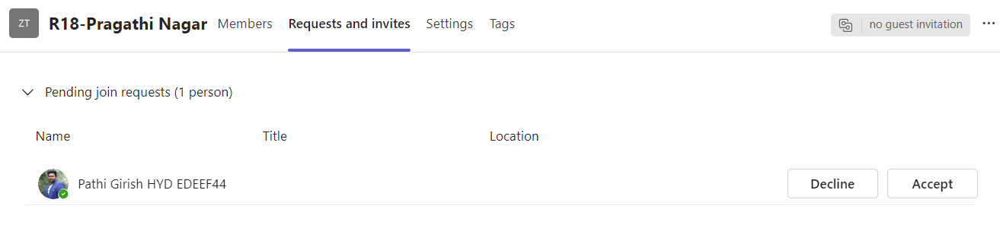 ZT R18-Pragathi Nagar Members Requests and invites Settings Tags no guest invitation
Pending join requests (1 person)
Name Title Location
Pathi Girish HYD EDEEF44 Decline Accept